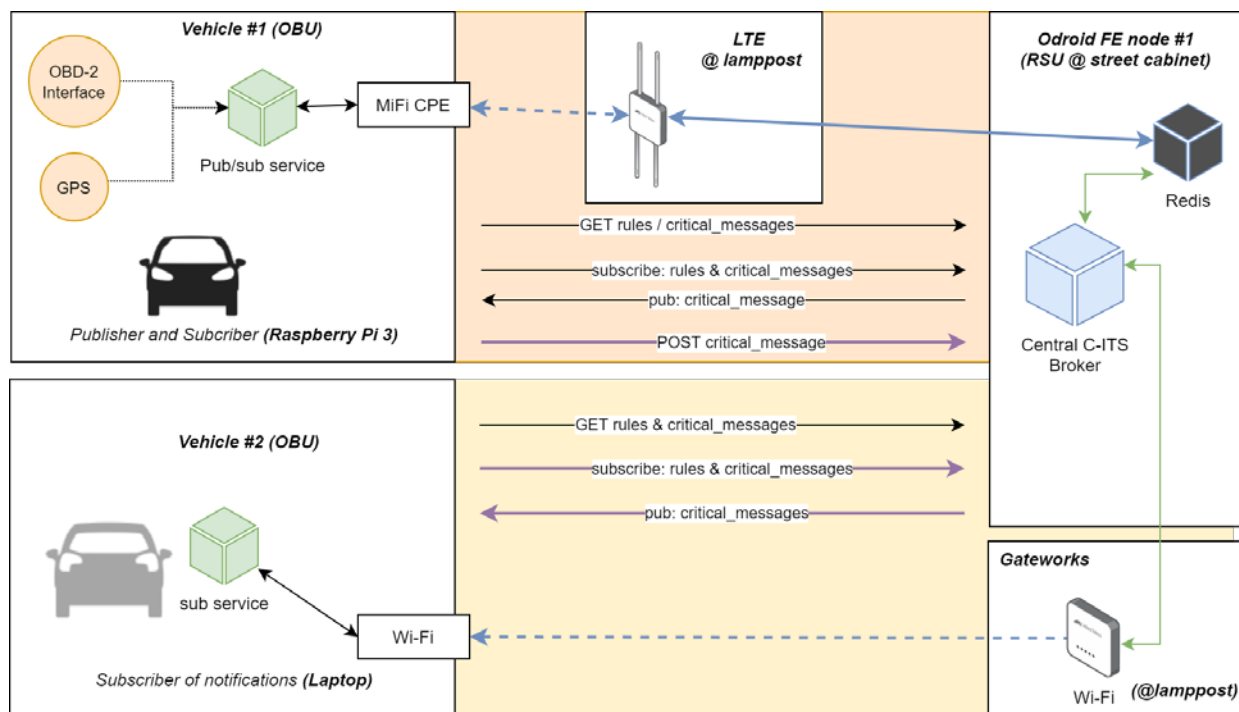 Vehicle #1 (OBU)
OBD-2
Interface
GPS
Pub/sub service
MiFi CPE
Publisher and Subcriber (Raspberry Pi 3)
LTE
@ lamppost
Odroid FE node #1
(RSU @ street cabinet)
Redis
Central C-ITS
Broker
GET rules / critical_messages
subscribe: rules & critical_messages
pub: critical_message
POST critical_message
Vehicle #2 (OBU)
sub service
Wi-Fi
Subscriber of notifications (Laptop)
GET rules & critical_messages
subscribe: rules & critical_messages
pub: critical_messages
Gateworks
Wi-Fi
(@lamppost)